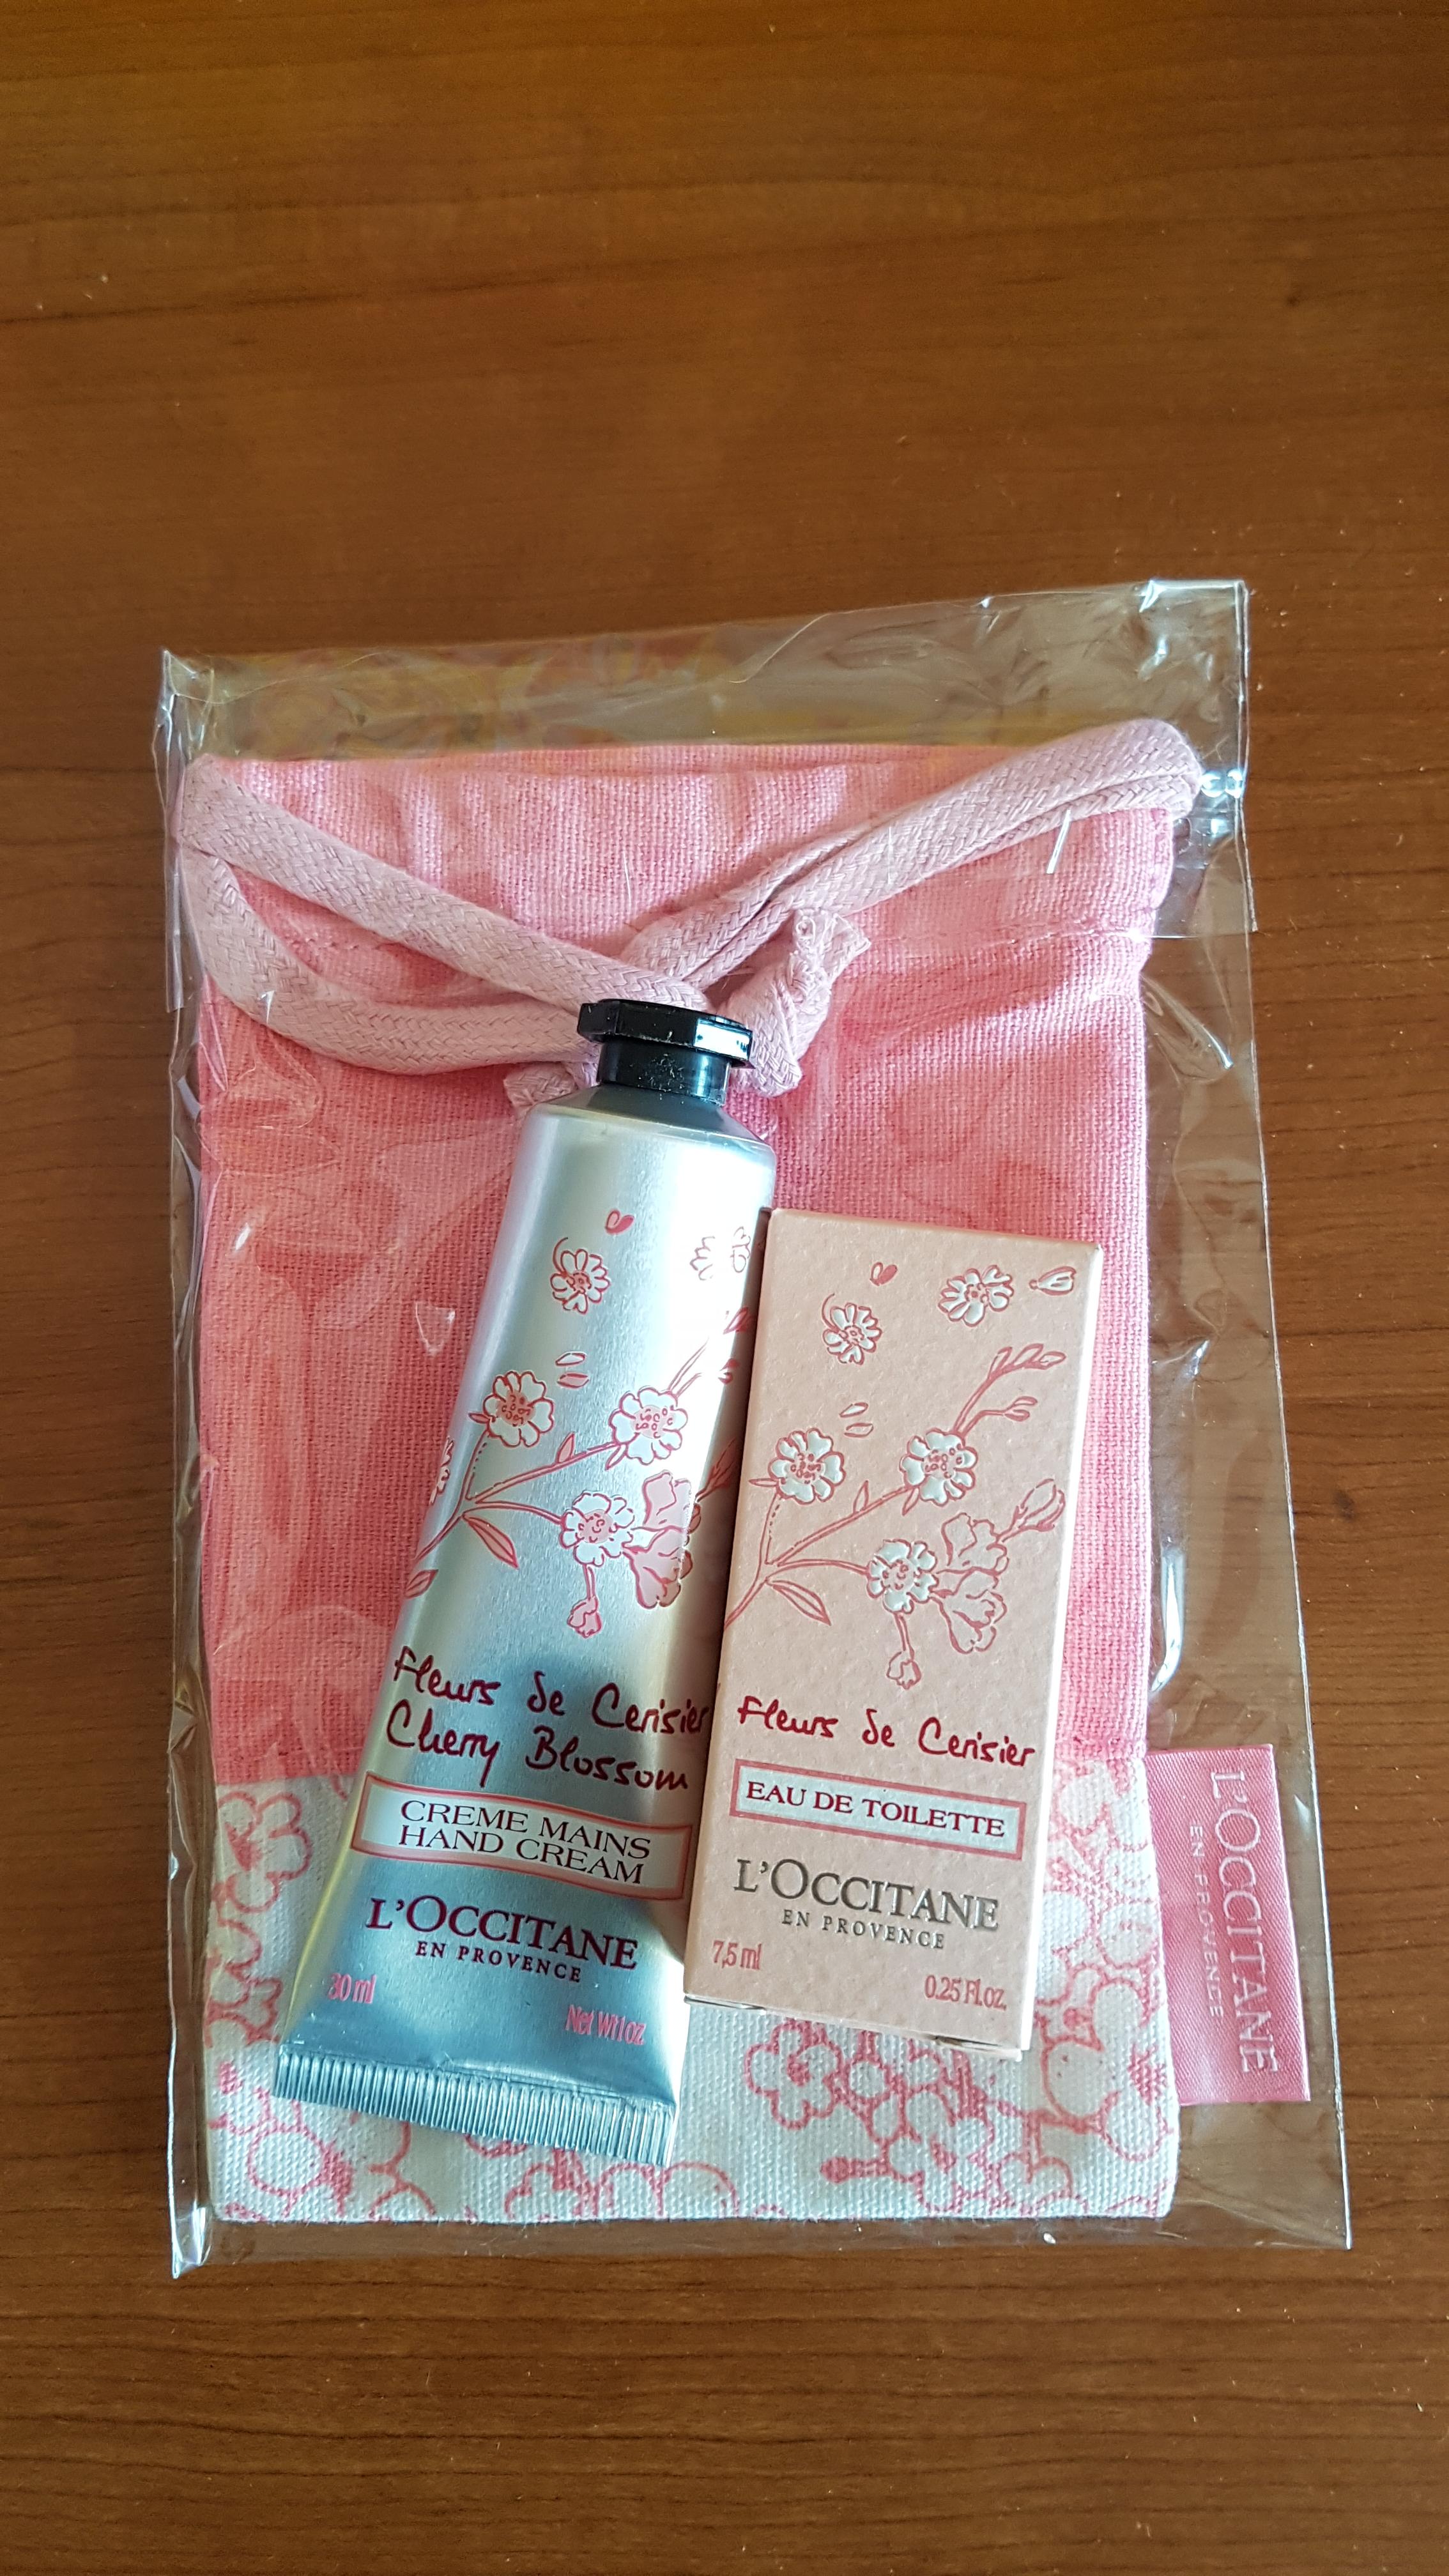 Fleurs de Cerisier
Cherry Blossom
CREME MAINS
HAND CREAM
L'OCCITANE
EN PROVENCE
30 ml
Net Wt 1 oz
Fleurs de Cerisier
EAU DE TOILETTE
L'OCCITANE
EN PROVENCE
7,5 ml
0.25 Fl.oz.
L'OCCITANE
EN PROVENCE